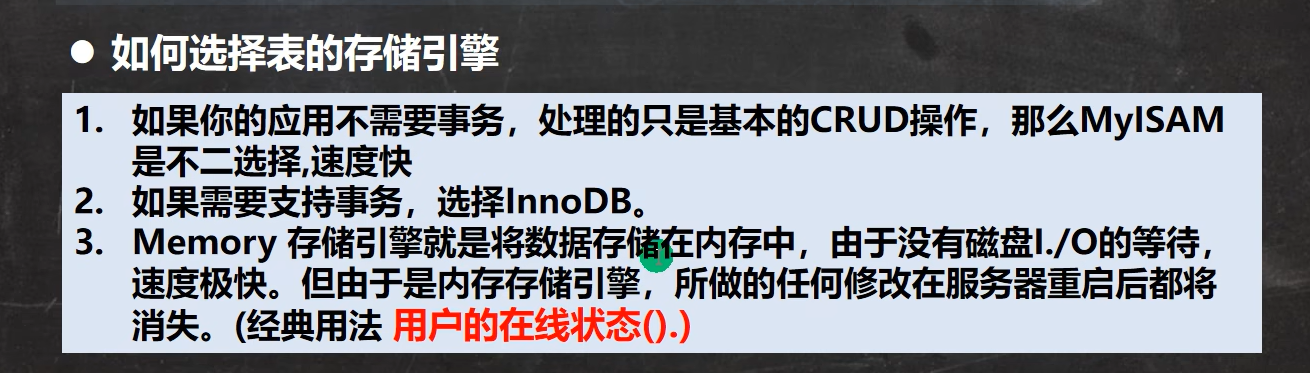 ● 如何选择表的存储引擎
1. 如果你的应用不需要事务，处理的只是基本的CRUD操作，那么MyISAM
是不二选择,速度快
2. 如果需要支持事务，选择InnoDB。
3. Memory 存储引擎就是将数据存储在内存中，由于没有磁盘I./O的等待，
速度极快。但由于是内存存储引擎，所做的任何修改在服务器重启后都将
消失。(经典用法 用户的在线状态().)